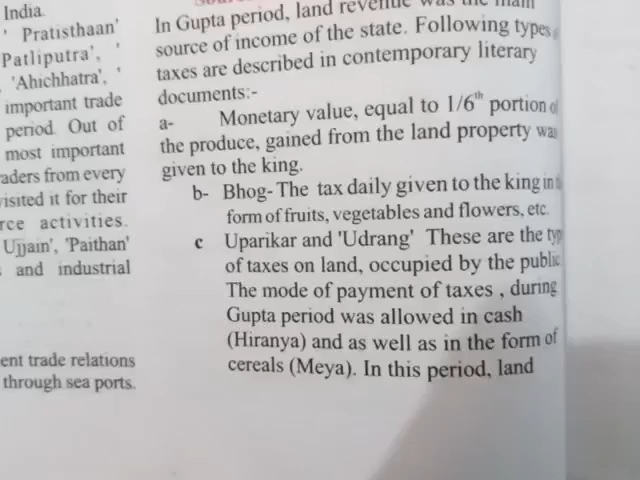 India.
' Pratisthaan'
Patliputra', '
'Ahichhatra', '
important trade
period. Out of
most important
aders from every
visited it for their
rce activities.
Ujjain', 'Paithan'
and industrial
ent trade relations
through sea ports.
In Gupta period, land revenue was the main
source of income of the state. Following types
taxes are described in contemporary literary
documents:-
a- Monetary value, equal to 1/6th portion of
the produce, gained from the land property was
given to the king.
b- Bhog- The tax daily given to the king in
form of fruits, vegetables and flowers, etc.
c Uparikar and 'Udrang' These are the typ
of taxes on land, occupied by the public
The mode of payment of taxes , during
Gupta period was allowed in cash
(Hiranya) and as well as in the form of
cereals (Meya). In this period, land